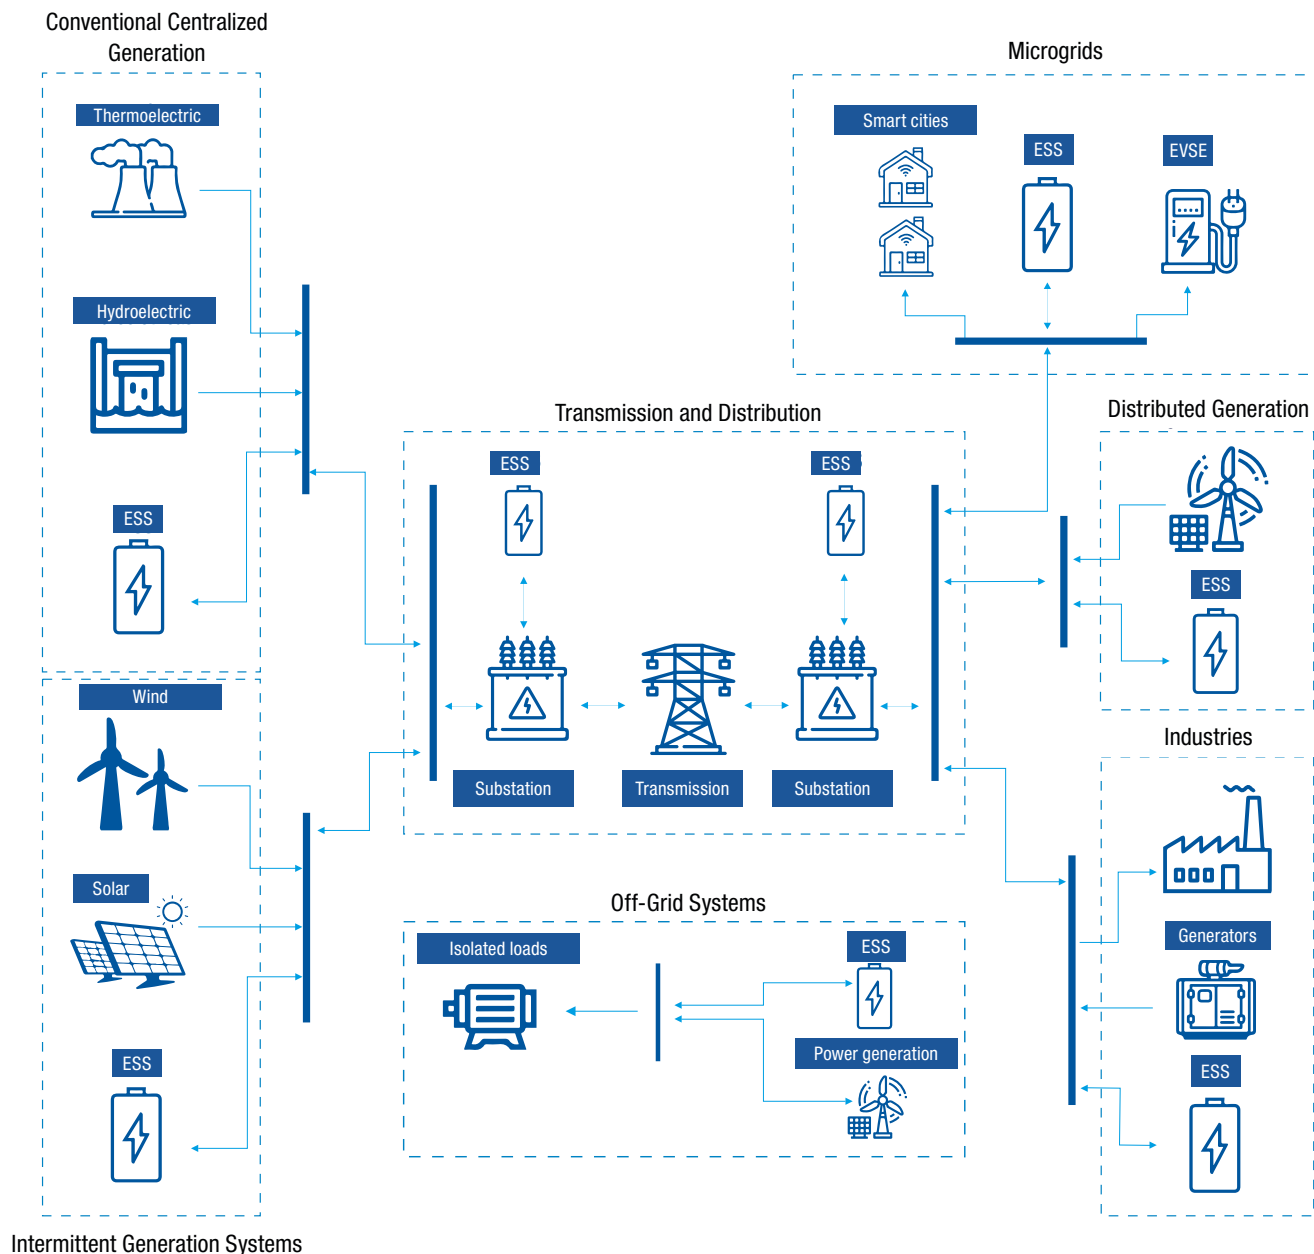 Conventional Centralized
Generation
Thermoelectric
Hydroelectric
ESS
Wind
Solar
ESS
Intermittent Generation Systems
Transmission and Distribution
ESS
ESS
Substation
Transmission
Substation
Off-Grid Systems
Isolated loads
ESS
Power generation
Microgrids
Smart cities
ESS
EVSE
Distributed Generation
ESS
Industries
Generators
ESS